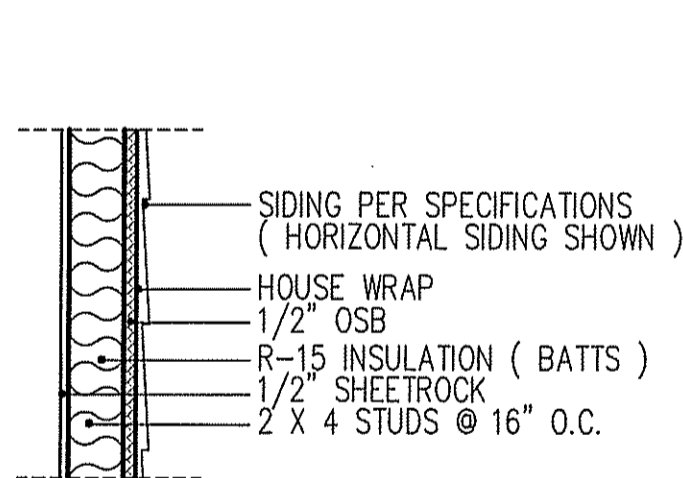 SIDING PER SPECIFICATIONS
( HORIZONTAL SIDING SHOWN )
HOUSE WRAP
1/2" OSB
R-15 INSULATION ( BATTS )
1/2" SHEETROCK
2 X 4 STUDS @ 16" O.C.